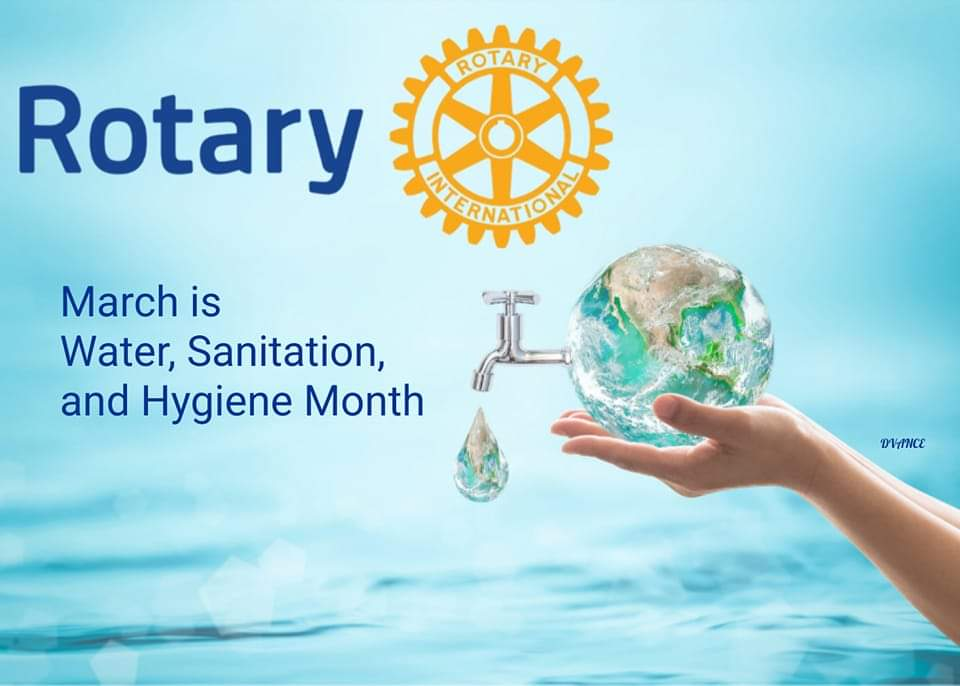 Rotary
ROTARY
INTERNATIONAL
March is
Water, Sanitation,
and Hygiene Month
DVANCE